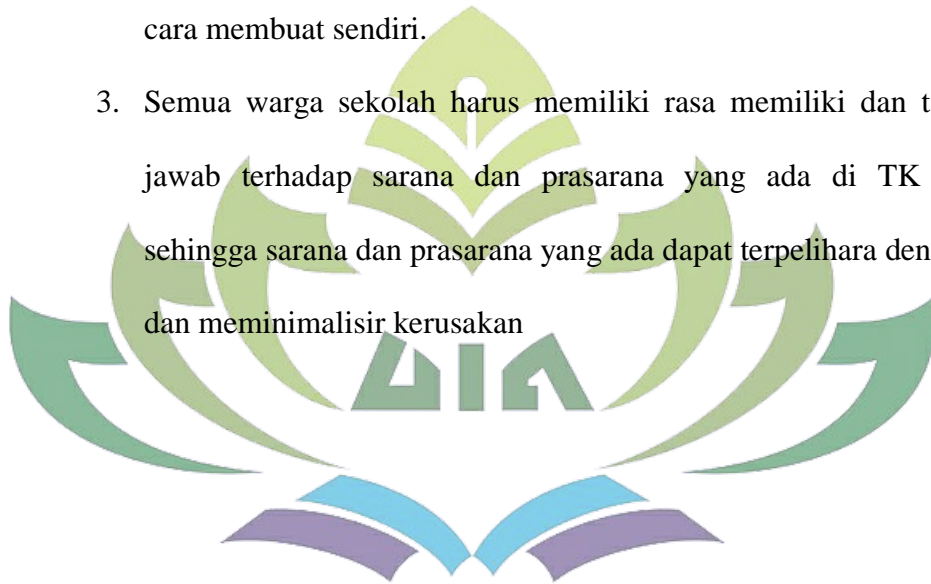 cara membuat sendiri.
3. Semua warga sekolah harus memiliki rasa memiliki dan t
jawab terhadap sarana dan prasarana yang ada di TK
sehingga sarana dan prasarana yang ada dapat terpelihara den
dan meminimalisir kerusakan
UIN